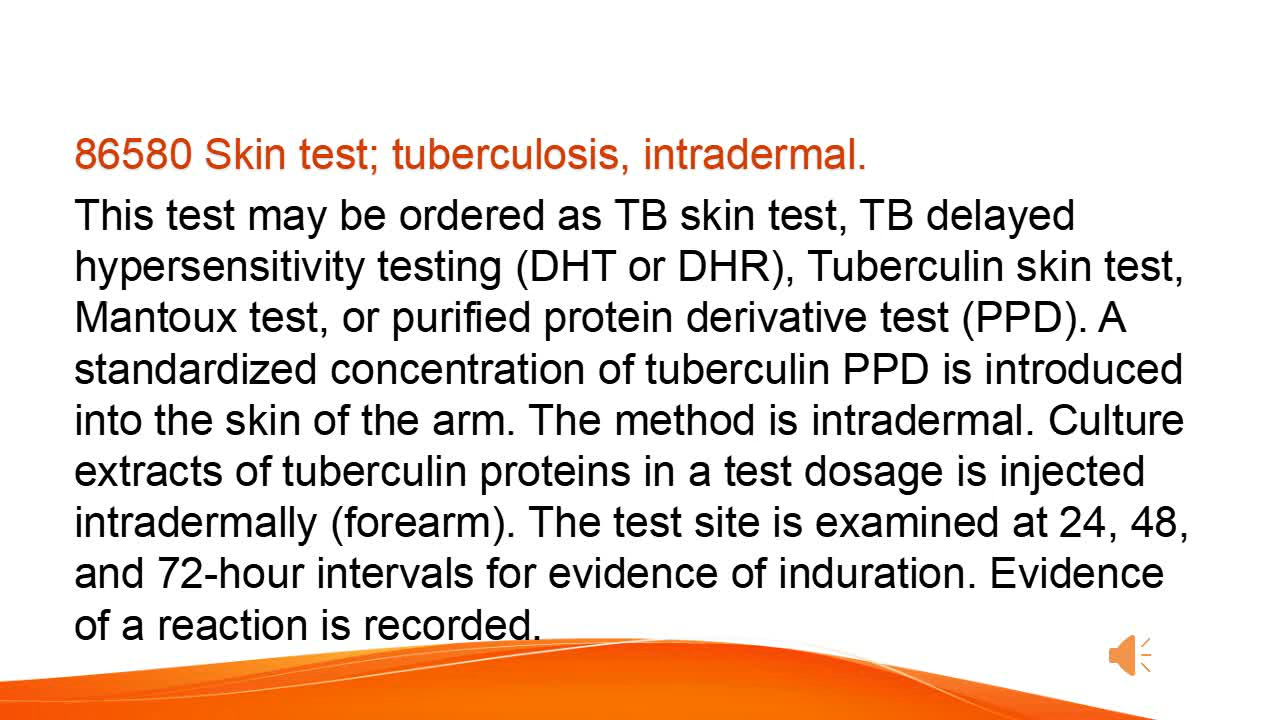 86580 Skin test; tuberculosis, intradermal.
This test may be ordered as TB skin test, TB delayed
hypersensitivity testing (DHT or DHR), Tuberculin skin test,
Mantoux test, or purified protein derivative test (PPD). A
standardized concentration of tuberculin PPD is introduced
into the skin of the arm. The method is intradermal. Culture
extracts of tuberculin proteins in a test dosage is injected
intradermally (forearm). The test site is examined at 24, 48,
and 72-hour intervals for evidence of induration. Evidence
of a reaction is recorded.